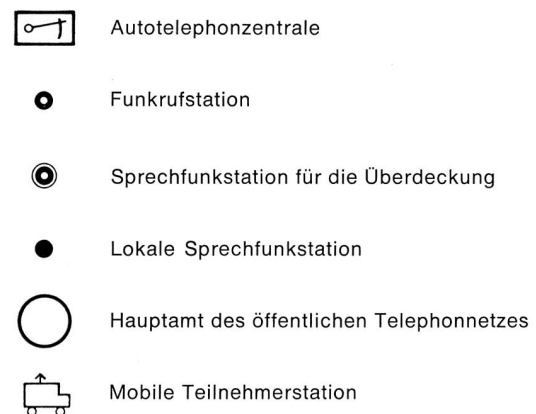 Autotelephonzentrale
Funkrufstation
Sprechfunkstation für die Überdeckung
Lokale Sprechfunkstation
Hauptamt des öffentlichen Telephonnetzes
Mobile Teilnehmerstation